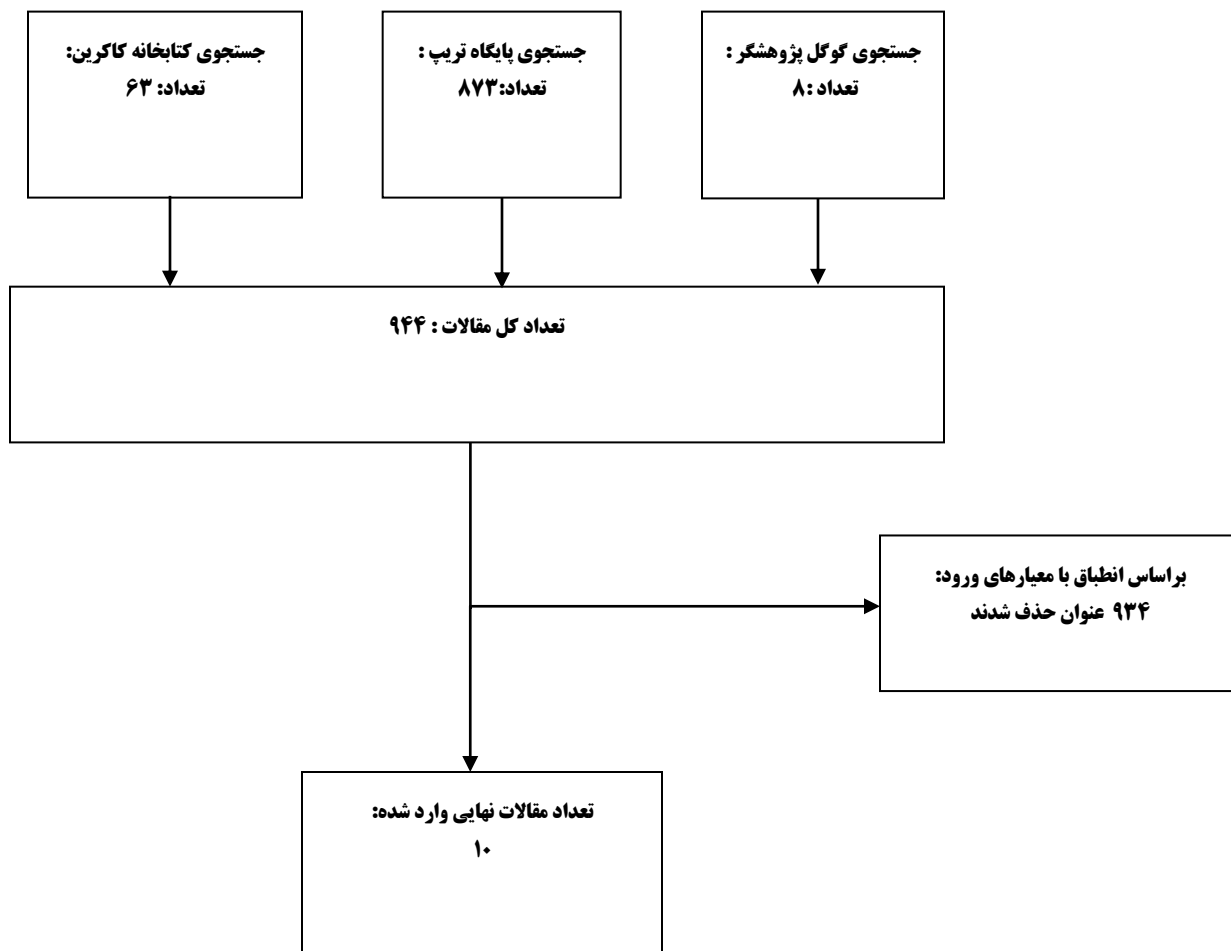 جستجوی گوگل پژوهشگر :
تعداد :۸
جستجوی پایگاه تریپ :
تعداد:۸۷۳
جستجوی کتابخانه کاکرین:
تعداد: ۶۳
تعداد کل مقالات : ۹۴۴
براساس انطباق با معیارهای ورود:
۹۳۴ عنوان حذف شدند
تعداد مقالات نهایی وارد شده:
۱۰